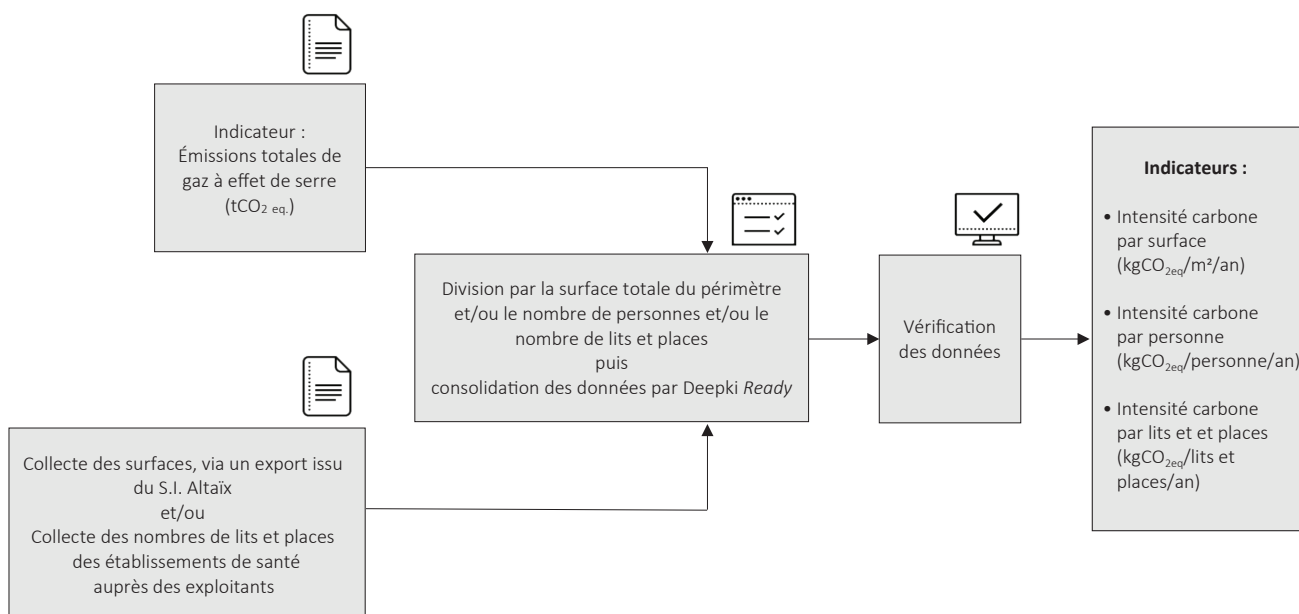 Indicateur :
Émissions totales de
gaz à effet de serre
(tCO2 eq.)
Collecte des surfaces, via un export issu
du S.I. Altaïx
et/ou
Collecte des nombres de lits et places
des établissements de santé
auprès des exploitants
Division par la surface totale du périmètre
et/ou le nombre de personnes et/ou le
nombre de lits et places
puis
consolidation des données par Deepki Ready
Vérification
des données
Indicateurs :
• Intensité carbone
par surface
(kgCO2eq/m²/an)
• Intensité carbone
par personne
(kgCO2eq/personne/an)
• Intensité carbone
par lits et et places
(kgCO2eq/lits et
places/an)